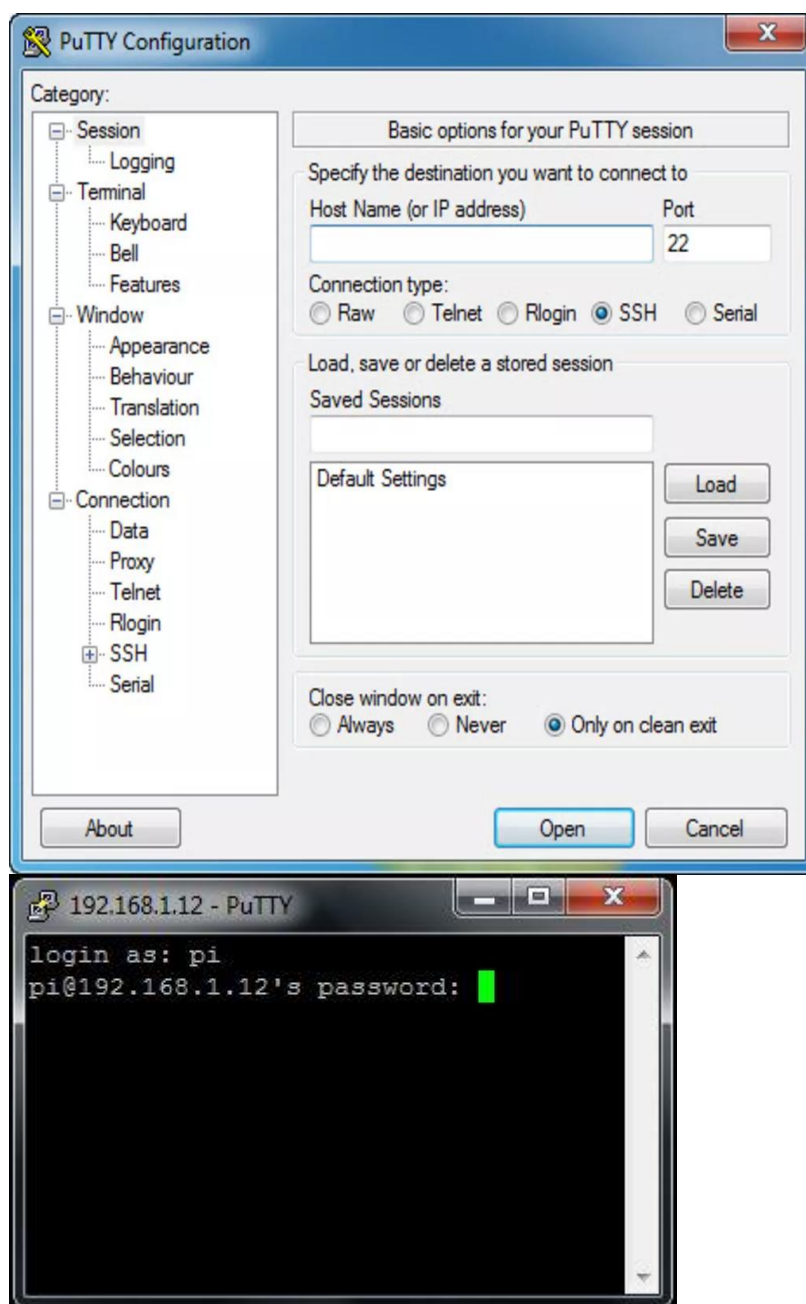 PuTTY Configuration
Category:
Session
Logging
Terminal
Keyboard
Bell
Features
Window
Appearance
Behaviour
Translation
Selection
Colours
Connection
Data
Proxy
Telnet
Rlogin
SSH
Serial
Basic options for your PuTTY session
Specify the destination you want to connect to
Host Name (or IP address) Port
22
Connection type:
Raw Telnet Rlogin SSH Serial
Load, save or delete a stored session
Saved Sessions
Default Settings
Load
Save
Delete
Close window on exit:
Always Never Only on clean exit
About Open Cancel
192.168.1.12 - PuTTY
login as: pi
pi@192.168.1.12's password: